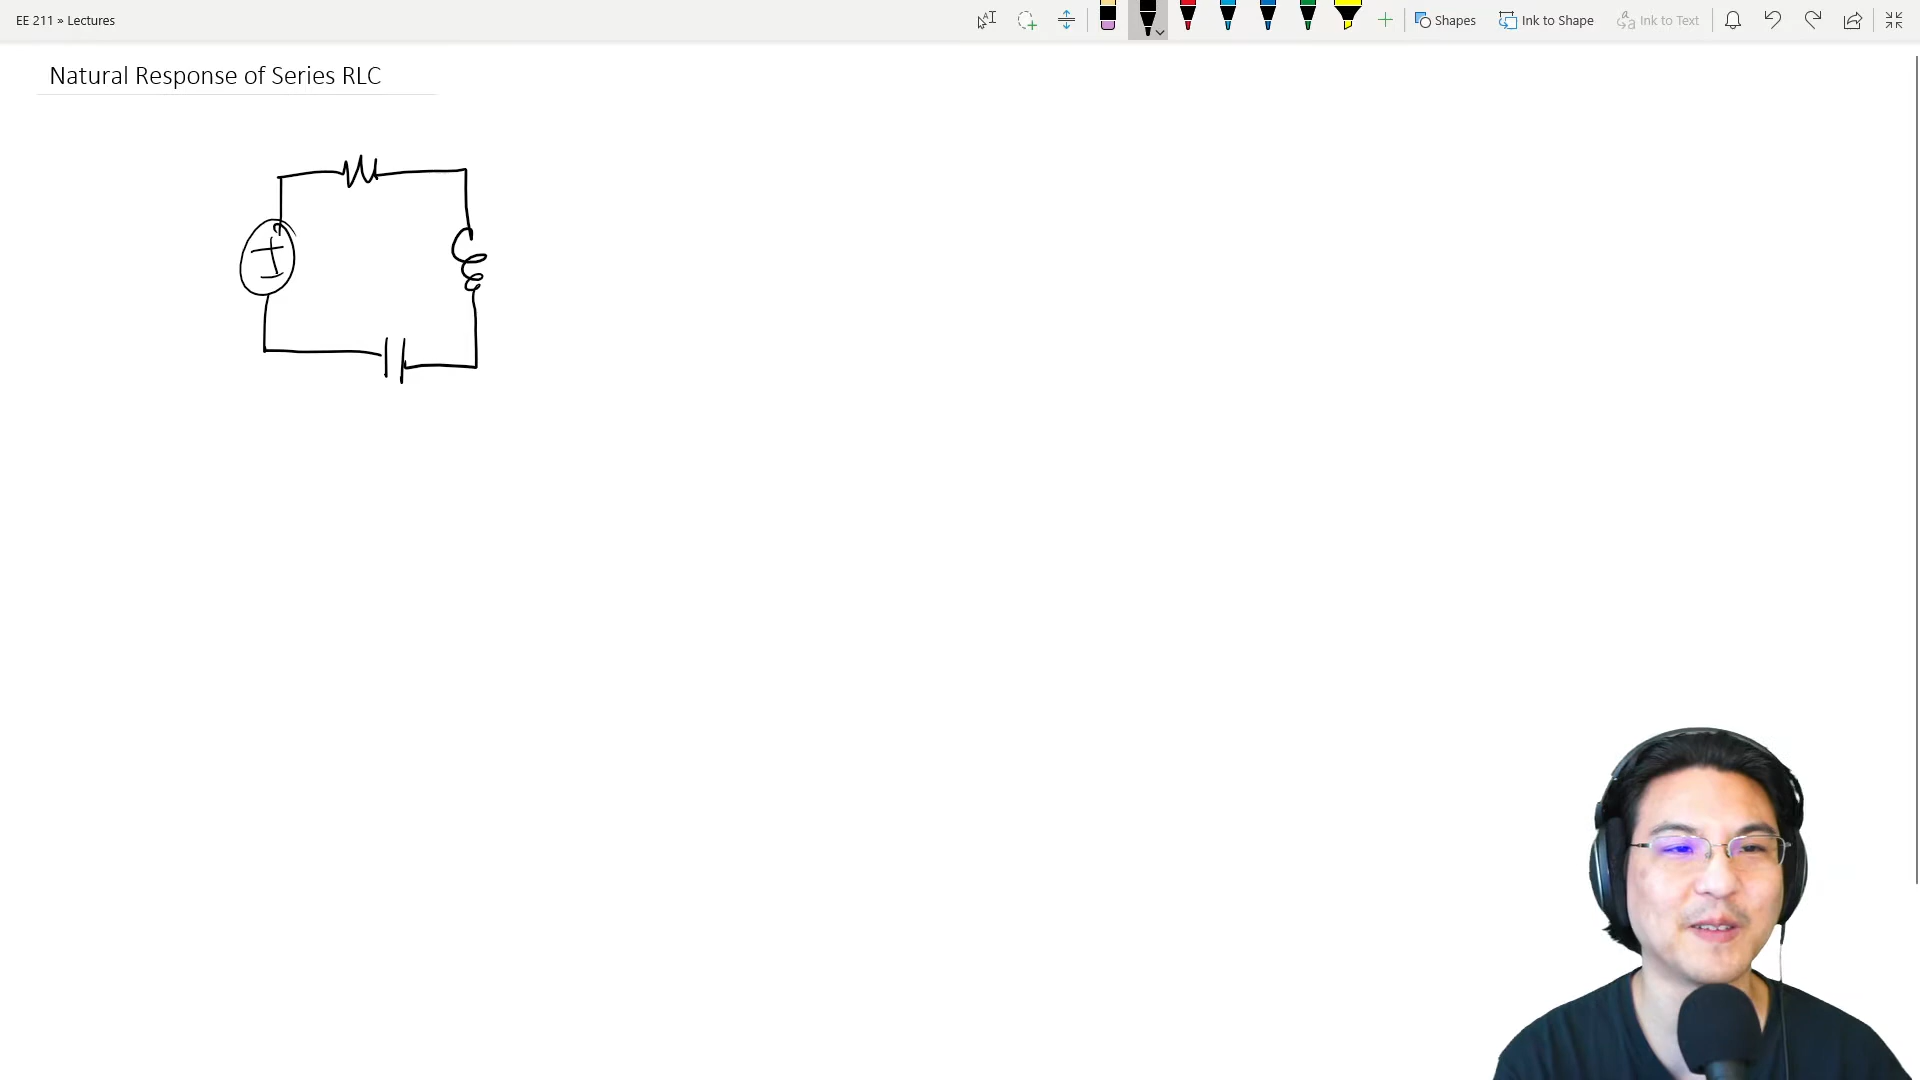 EE 211 » Lectures
Shapes
Ink to Shape
Ink to Text
Natural Response of Series RLC
+
-